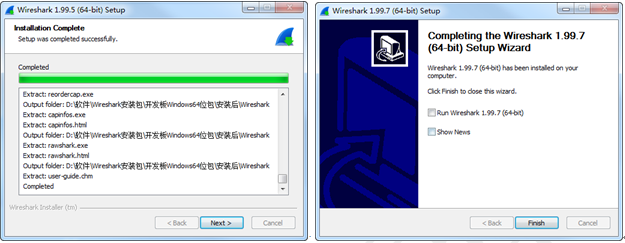 Wireshark 1.99.5 (64-bit) Setup
Installation Complete
Setup was completed successfully.
Completed
Extract: reordercap.exe
Output folder: D:\软件\Wireshark安装包\开发板Windows64位包\安装后\Wireshark
Extract: capinfos.exe
Extract: capinfos.html
Output folder: D:\软件\Wireshark安装包\开发板Windows64位包\安装后\Wireshark
Extract: rawshark.exe
Extract: rawshark.html
Output folder: D:\软件\Wireshark安装包\开发板Windows64位包\安装后\Wireshark
Extract: user-guide.chm
Completed
Wireshark Installer (tm)
< Back
Next >
Cancel
Wireshark 1.99.7 (64-bit) Setup
Completing the Wireshark 1.99.7
(64-bit) Setup Wizard
Wireshark 1.99.7 (64-bit) has been installed on your
computer.
Click Finish to close this wizard.
Run Wireshark 1.99.7 (64-bit)
Show News
< Back
Finish
Cancel